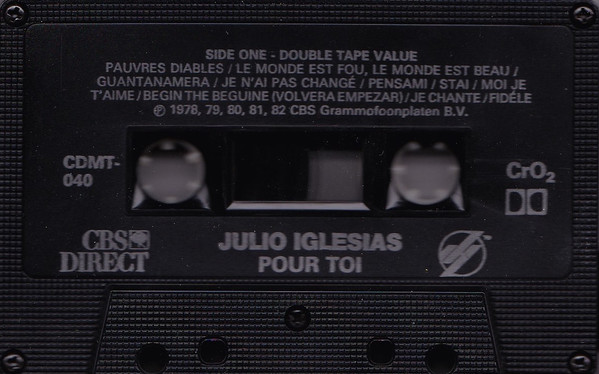 SIDE ONE - DOUBLE TAPE VALUE
PAUVRES DIABLES / LE MONDE EST FOU, LE MONDE EST BEAU /
GUANTANAMERA / JE N'AI PAS CHANGÉ / PENSAMI / STAI / MOI JE
T'AIME / BEGIN THE BEGUINE (VOLVERA EMPEZAR) / JE CHANTE / FIDÉLE
℗ 1978, 79, 80, 81, 82 CBS Grammofoonplaten B.V.
CDMT-
040
CrO₂
CBS
DIRECT
JULIO IGLESIAS
POUR TOI